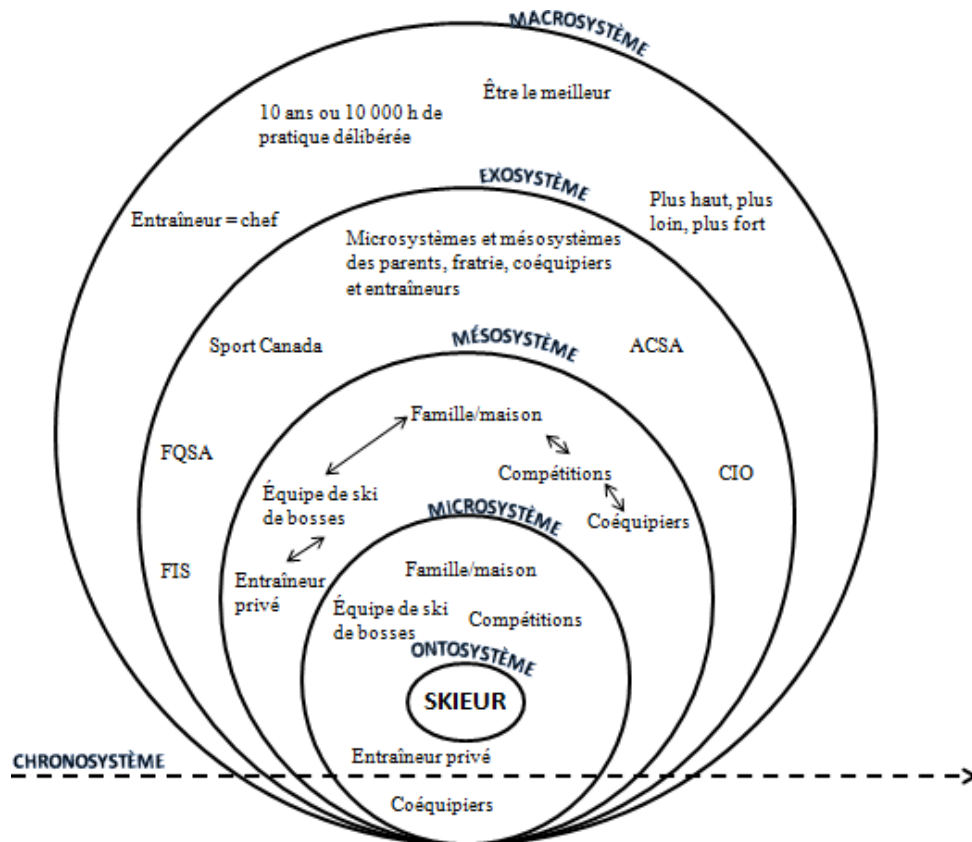 MACROSYSTÈME
Être le meilleur
10 ans ou 10 000 h de
pratique délibérée
EXOSYSTÈME
Plus haut, plus
loin, plus fort
Entraîneur = chef
Microsystèmes et mésosystèmes
des parents, fratrie, coéquipiers
et entraîneurs
Sport Canada
MÉSOSYSTÈME
ACSA
Famille/maison
FQSA
Compétitions
CIO
Équipe de ski
de bosses
MICROSYSTÈME
Coéquipiers
FIS
Entraîneur
privé
Famille/maison
Équipe de ski
de bosses
Compétitions
ONTOSYSTÈME
SKIEUR
Entraîneur privé
CHRONOSYSTÈME
Coéquipiers